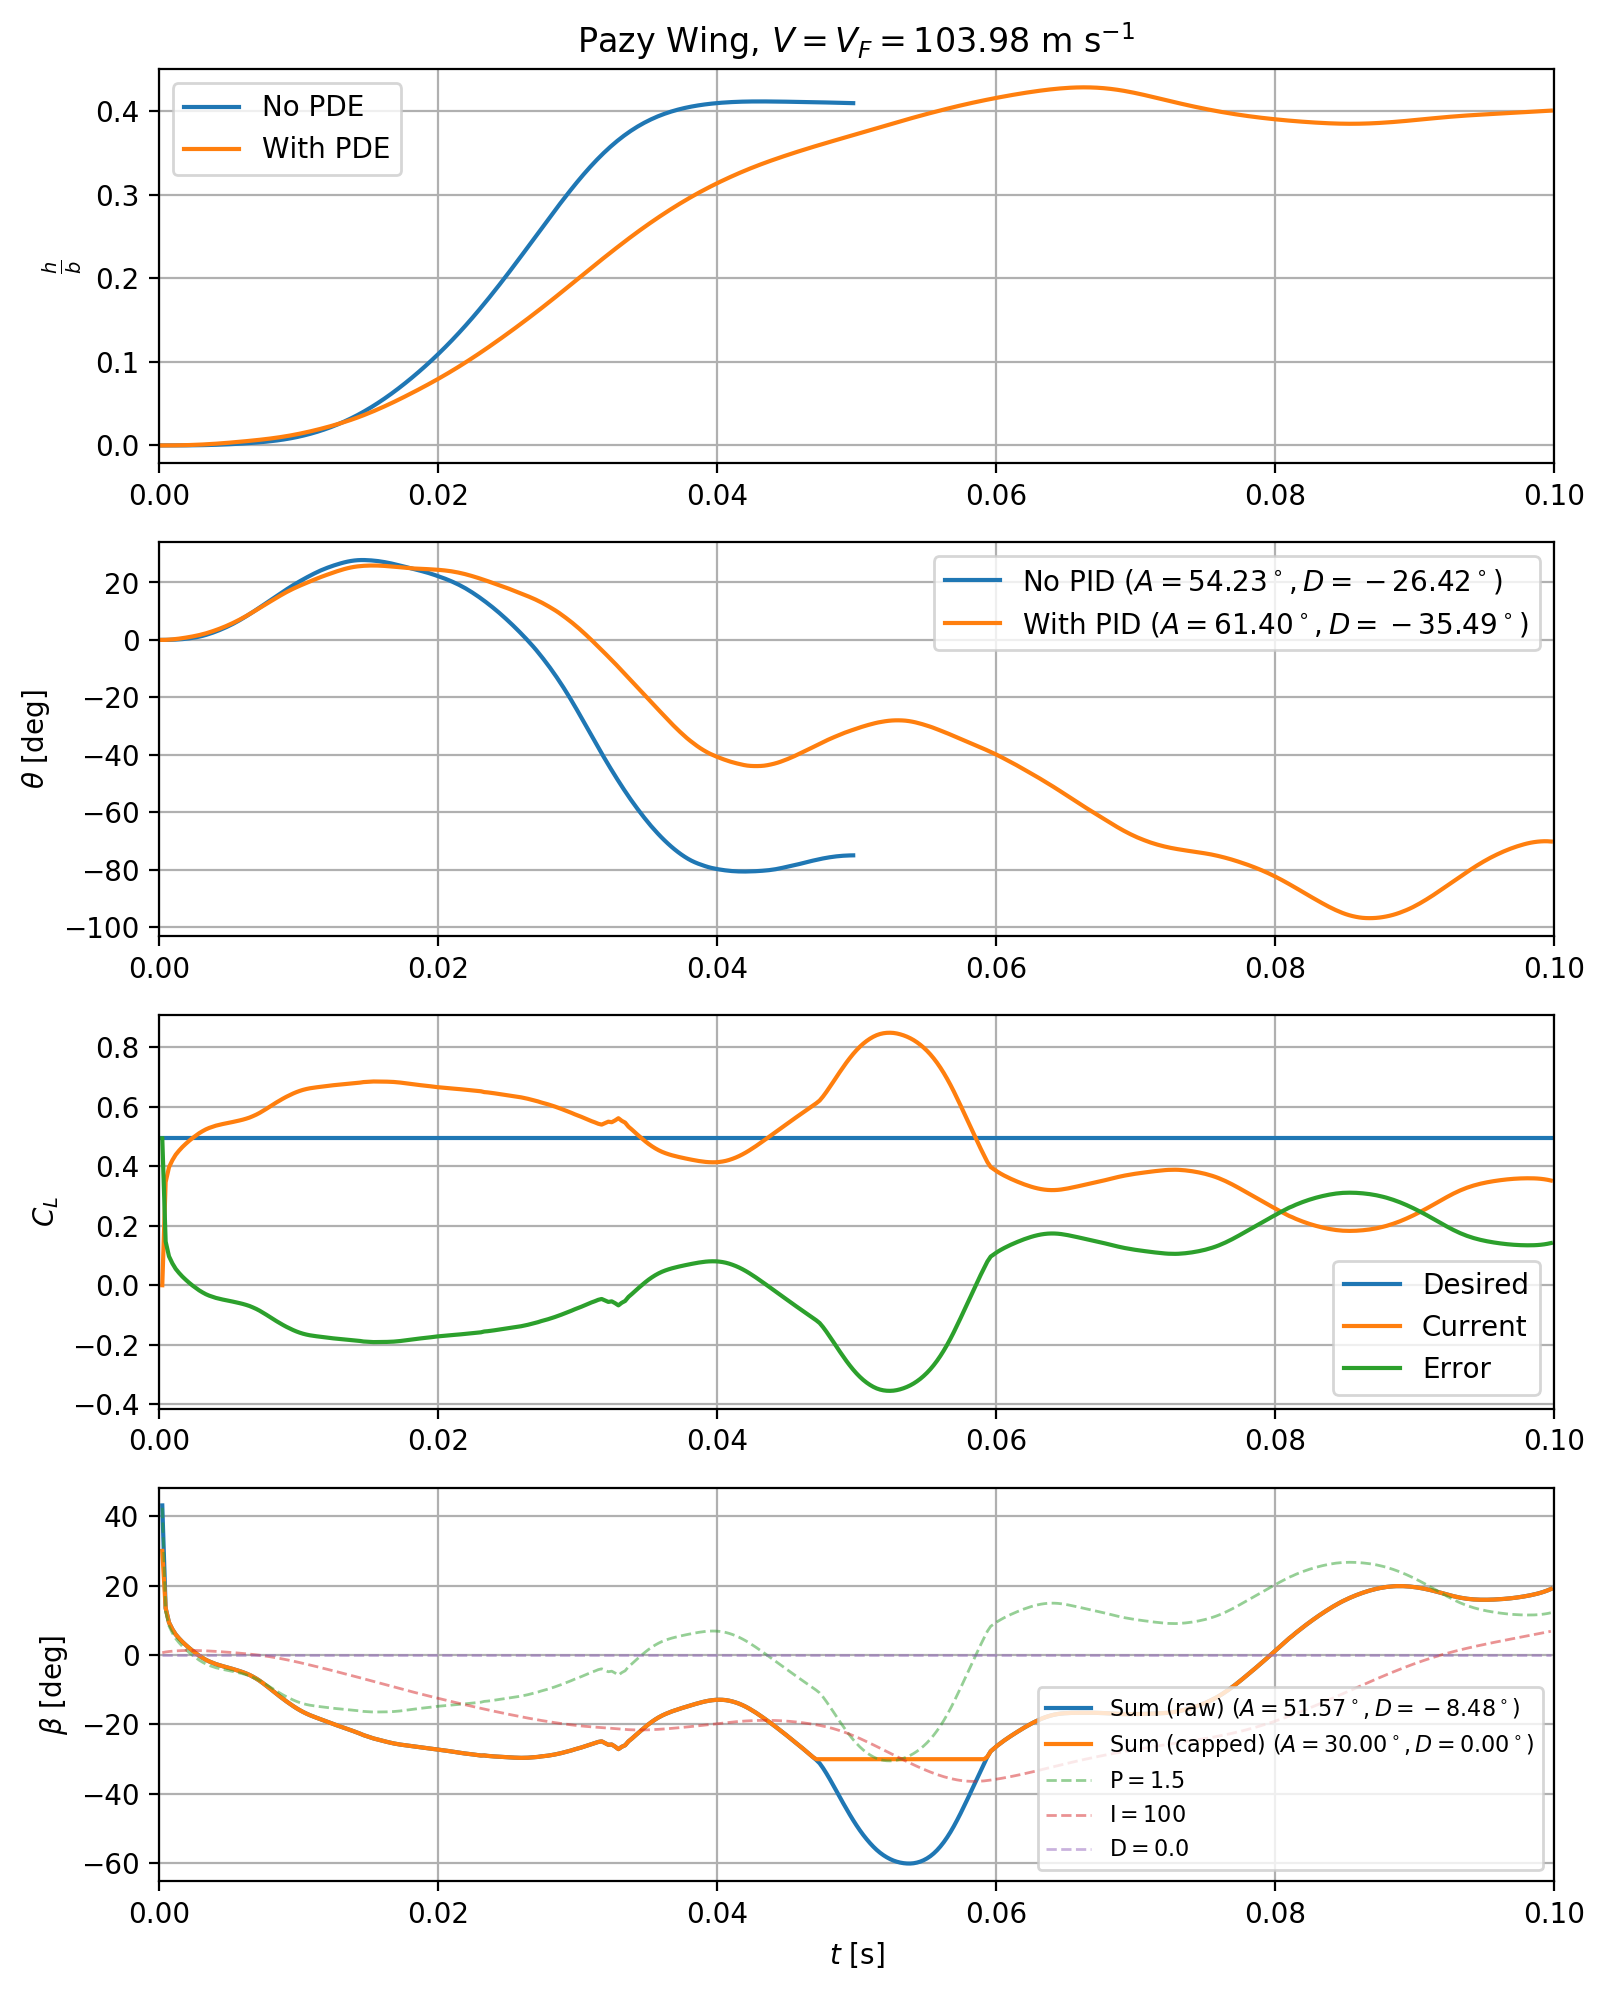 Pazy Wing, V = V_F = 103.98 m s⁻¹
0.4
0.3
0.2
0.1
0.0
h/b
No PDE
With PDE
0.00 0.02 0.04 0.06 0.08 0.10
20
0
−20
−40
−60
−80
−100
θ [deg]
No PID (A = 54.23°, D = −26.42°)
With PID (A = 61.40°, D = −35.49°)
0.00 0.02 0.04 0.06 0.08 0.10
0.8
0.6
0.4
0.2
0.0
−0.2
−0.4
C_L
Desired
Current
Error
0.00 0.02 0.04 0.06 0.08 0.10
40
20
0
−20
−40
−60
β [deg]
Sum (raw) (A = 51.57°, D = −8.48°)
Sum (capped) (A = 30.00°, D = 0.00°)
P = 1.5
I = 100
D = 0.0
0.00 0.02 0.04 0.06 0.08 0.10
t [s]